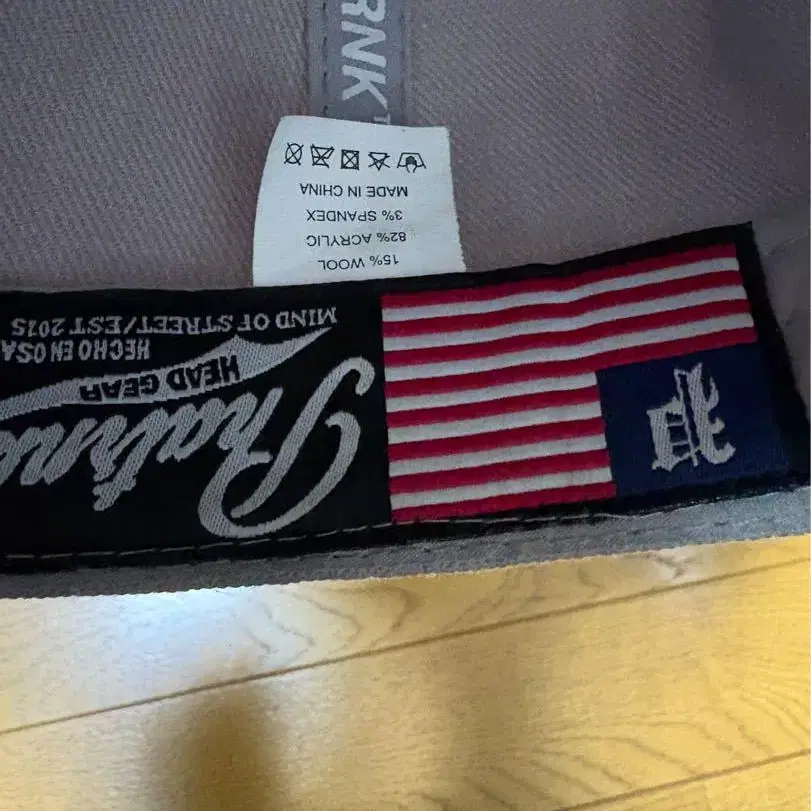 RNK
15% WOOL
82% ACRYLIC
3% SPANDEX
MADE IN CHINA
HEAD GEAR
HECHO EN OSA
MIND OF STREET/EST 2015